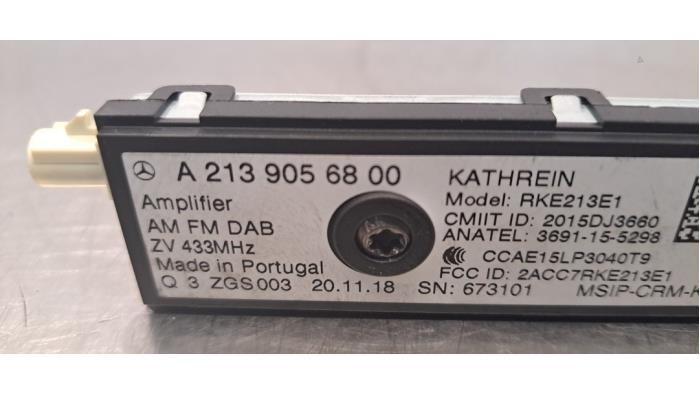 A 213 905 68 00
Amplifier
AM FM DAB
ZV 433MHz
Made in Portugal
Q 3 ZGS 003 20.11.18
KATHREIN
Model: RKE213E1
CMIIT ID: 2015DJ3660
ANATEL: 3691-15-5298
CCAE15LP3040T9
FCC ID: 2ACC7RKE213E1
SN: 673101 MSIP-CRM-K